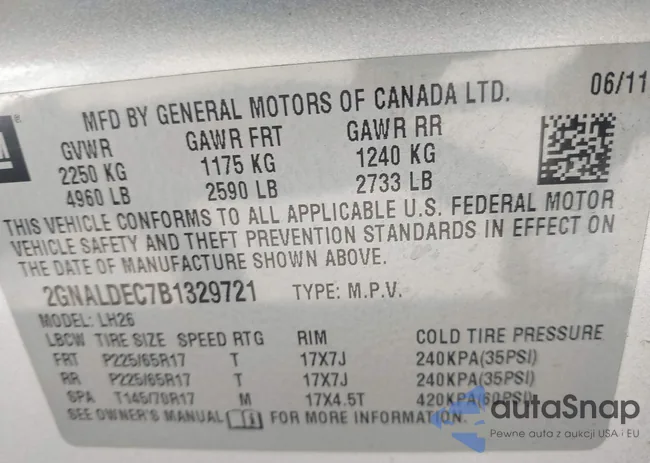 M ®
MFD BY GENERAL MOTORS OF CANADA LTD. 06/11
GVWR GAWR FRT GAWR RR
2250 KG 1175 KG 1240 KG
4960 LB 2590 LB 2733 LB
THIS VEHICLE CONFORMS TO ALL APPLICABLE U.S. FEDERAL MOTOR
VEHICLE SAFETY AND THEFT PREVENTION STANDARDS IN EFFECT ON
THE DATE OF MANUFACTURE SHOWN ABOVE.
2GNALDEC7B1329721 TYPE: M.P.V.
MODEL: LH26
LBCW TIRE SIZE SPEED RTG RIM COLD TIRE PRESSURE
FRT P225/65R17 T 17X7J 240KPA(35PSI)
RR P225/65R17 T 17X7J 240KPA(35PSI)
SPA T145/70R17 M 17X4.5T 420KPA(60PSI)
SEE OWNER'S MANUAL FOR MORE INFORMATION.
autoSnap
Pewne auta z aukcji USA i EU